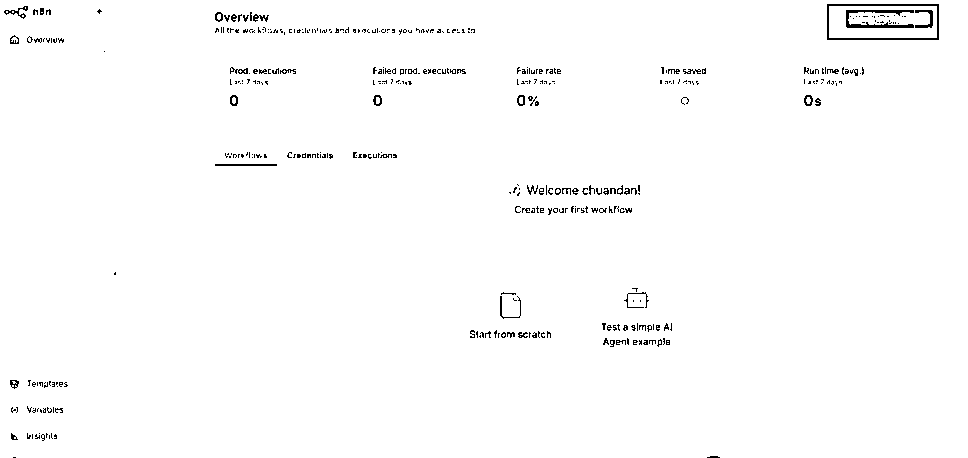 n8n
Overview
Overview
All the workflows, credentials and executions you have access to
Prod. executions
Last 7 days
0
Failed prod. executions
Last 7 days
0
Failure rate
Last 7 days
0%
Time saved
Last 7 days
Run time (avg.)
Last 7 days
0s
Workflows Credentials Executions
Welcome chuandan!
Create your first workflow
Start from scratch
Test a simple AI
Agent example
Templates
Variables
Insights